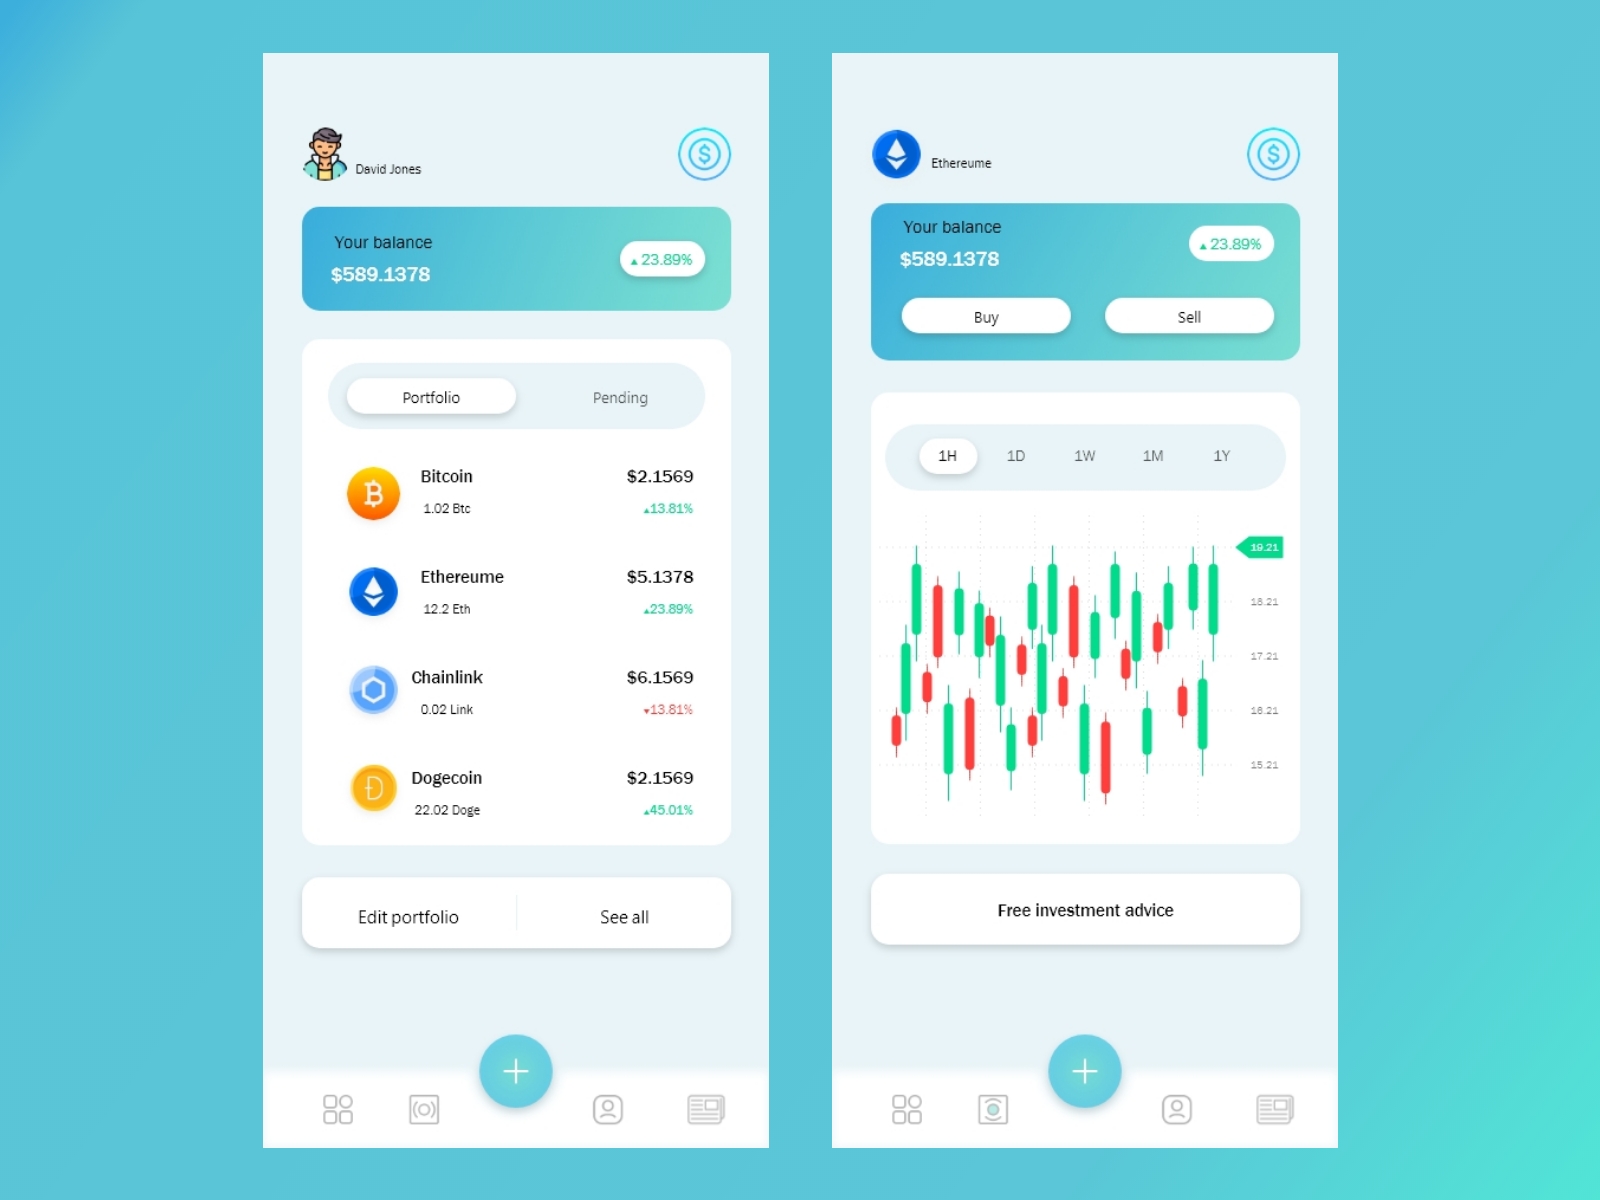 David Jones
Your balance
$589.1378
▲23.89%
Portfolio
Pending
Bitcoin
$2.1569
1.02 Btc
▲13.81%
Ethereume
$5.1378
12.2 Eth
▲23.89%
Chainlink
$6.1569
0.02 Link
▼13.81%
Dogecoin
$2.1569
22.02 Doge
▲45.01%
Edit portfolio
See all
Ethereume
Your balance
$589.1378
▲23.89%
Buy
Sell
1H
1D
1W
1M
1Y
19.21
18.21
17.21
16.21
15.21
Free investment advice